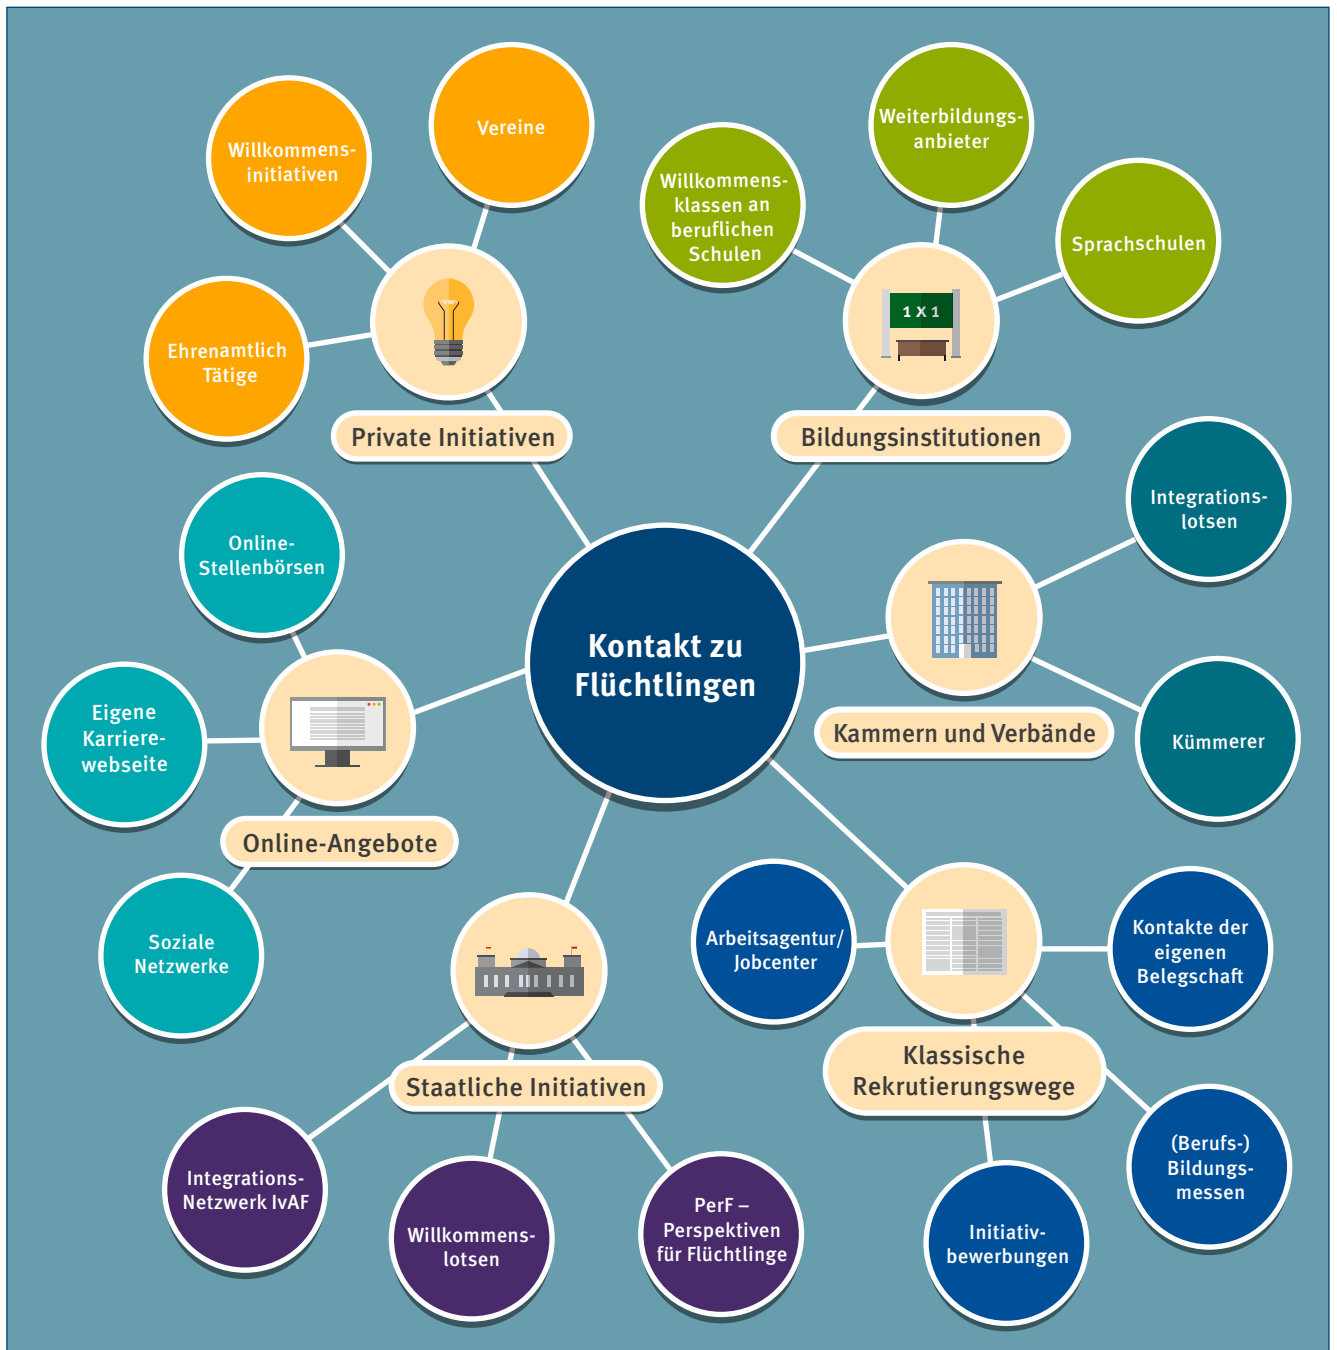 Vereine
Willkommens-
initiativen
Ehrenamtlich
Tätige
Private Initiativen
Weiterbildungs-
anbieter
Willkommens-
klassen an
beruflichen
Schulen
Sprachschulen
1 X 1
Bildungsinstitutionen
Kontakt zu
Flüchtlingen
Integrations-
lotsen
Kümmerer
Kammern und Verbände
Online-
Stellenbörsen
Eigene
Karriere-
webseite
Soziale
Netzwerke
Online-Angebote
Staatliche Initiativen
Integrations-
Netzwerk IvAF
Willkommens-
lotsen
PerF –
Perspektiven
für Flüchtlinge
Arbeitsagentur/
Jobcenter
Kontakte der
eigenen
Belegschaft
Klassische
Rekrutierungswege
(Berufs-)
Bildungs-
messen
Initiativ-
bewerbungen